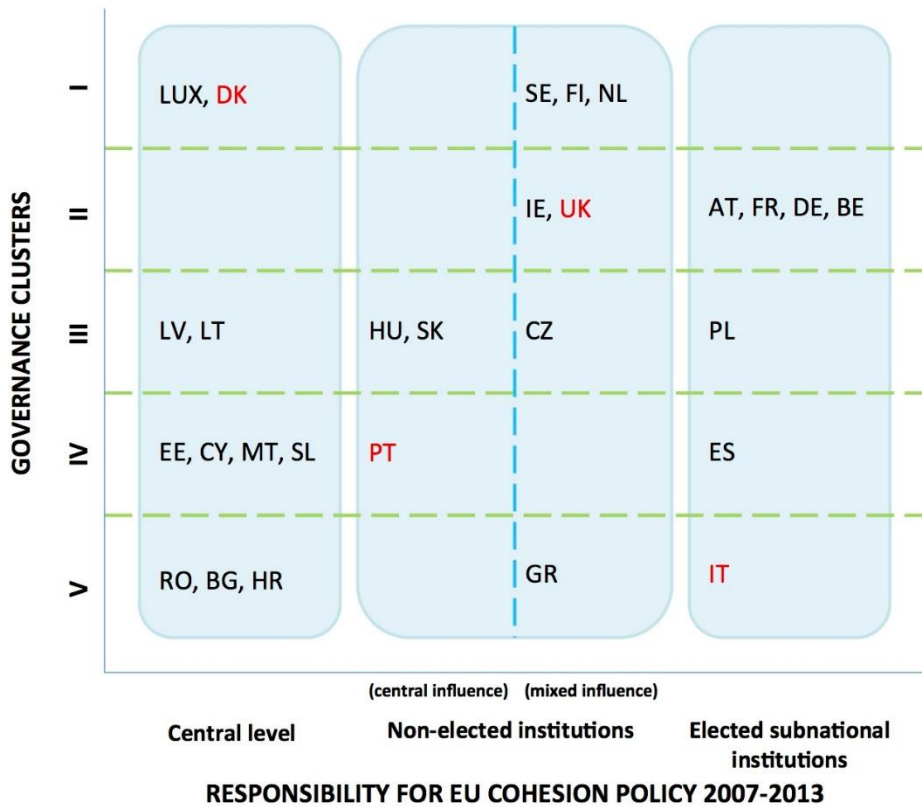 GOVERNANCE CLUSTERS
I
LUX, DK
SE, FI, NL
II
IE, UK
AT, FR, DE, BE
III
LV, LT
HU, SK
CZ
PL
IV
EE, CY, MT, SL
PT
ES
V
RO, BG, HR
GR
IT
(central influence)
(mixed influence)
Central level
Non-elected institutions
Elected subnational
institutions
RESPONSIBILITY FOR EU COHESION POLICY 2007-2013